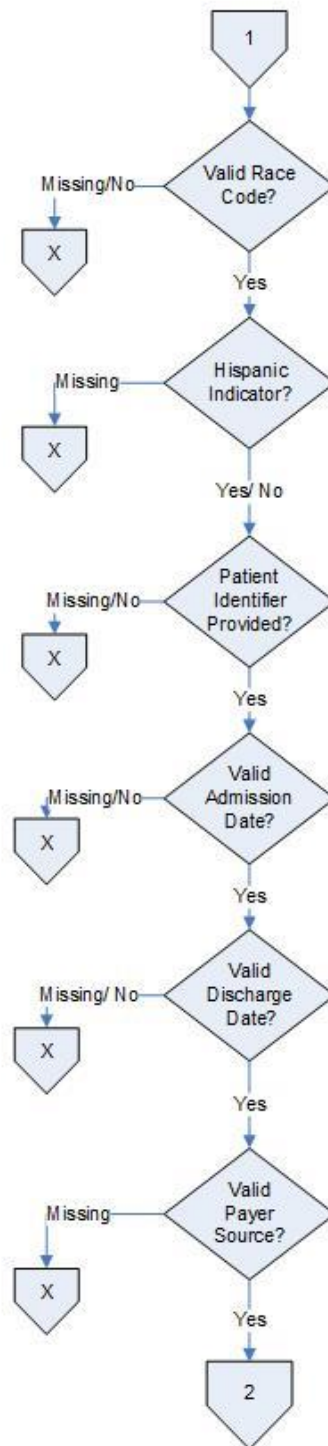 1
Valid Race
Code?
Missing/No
X
Yes
Hispanic
Indicator?
Missing
X
Yes/ No
Patient
Identifier
Provided?
Missing/No
X
Yes
Valid
Admission
Date?
Missing/No
X
Yes
Valid
Discharge
Date?
Missing/ No
X
Yes
Valid
Payer
Source?
Missing
X
Yes
2